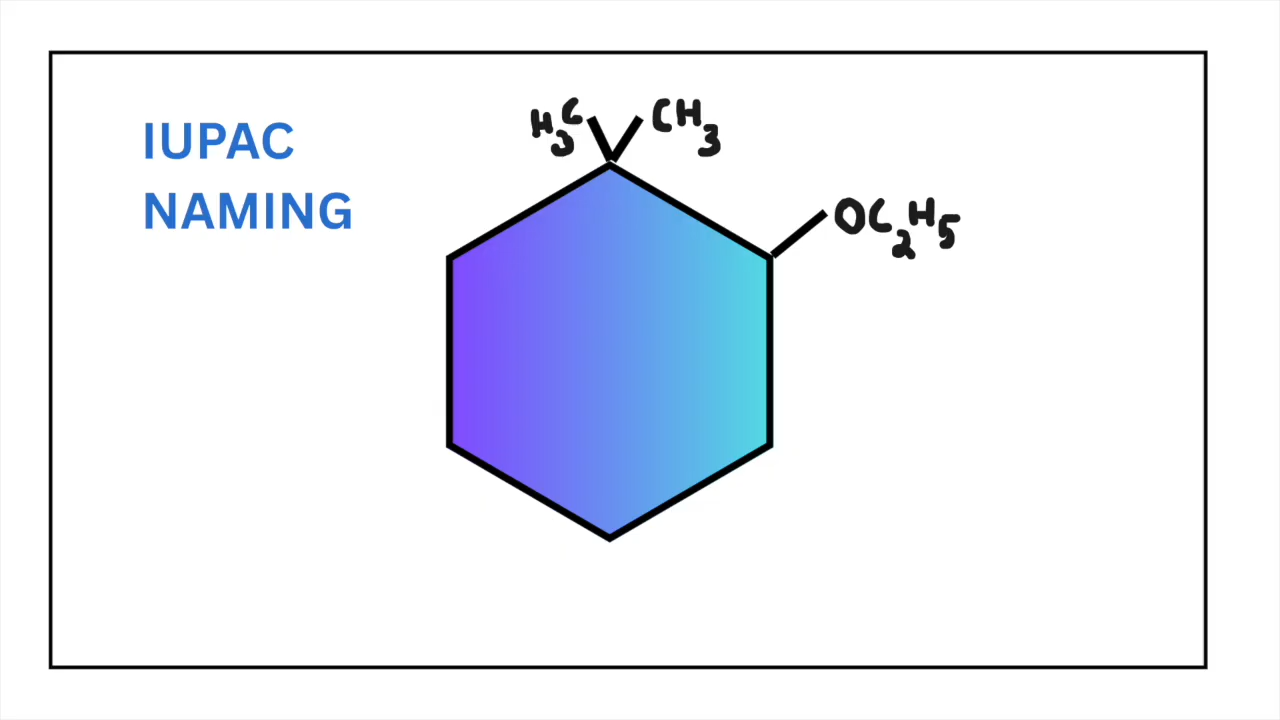 IUPAC
NAMING
H₃C
CH₃
OC₂H₅